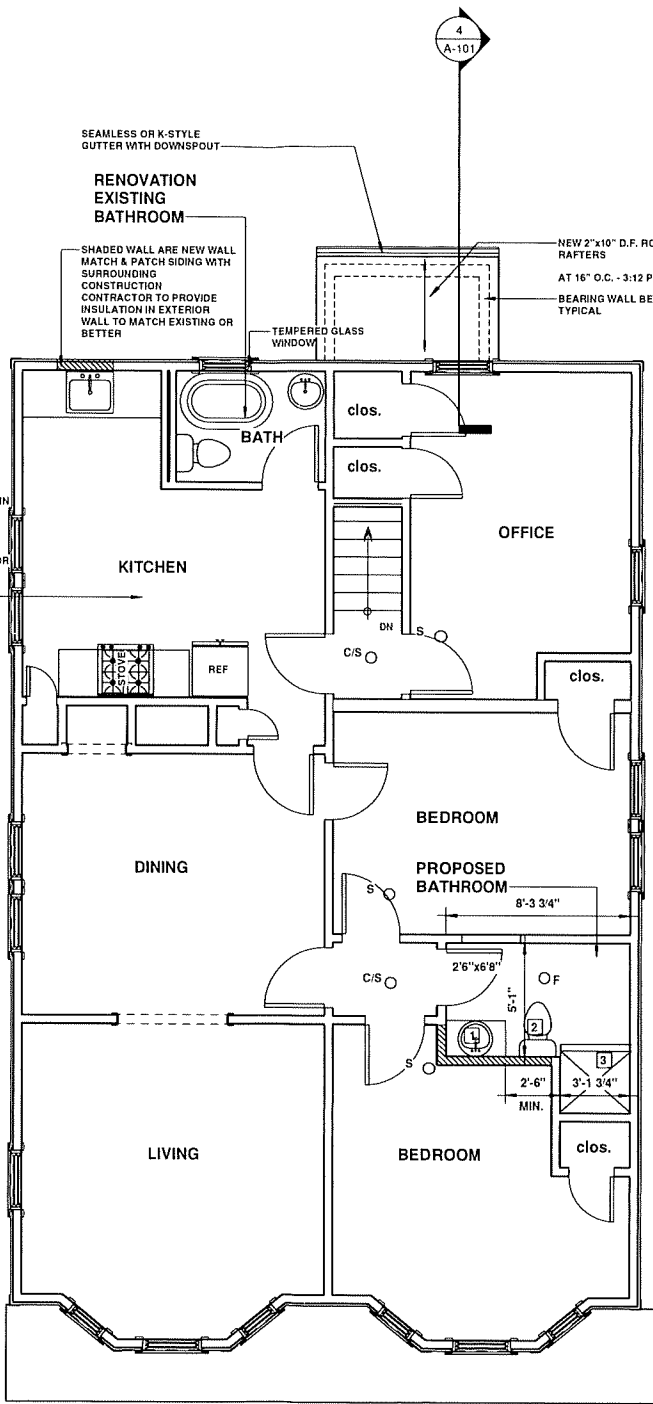 4
A-101
SEAMLESS OR K-STYLE
GUTTER WITH DOWNSPOUT
RENOVATION
EXISTING
BATHROOM
SHADED WALL ARE NEW WALL
MATCH & PATCH SIDING WITH
SURROUNDING
CONSTRUCTION
CONTRACTOR TO PROVIDE
INSULATION IN EXTERIOR
WALL TO MATCH EXISTING OR
BETTER
NEW 2"x10" D.F. RO
RAFTERS
AT 16" O.C. - 3:12 P
BEARING WALL BE
TYPICAL
TEMPERED GLASS
WINDOW
BATH
clos.
clos.
IN
OR
KITCHEN
OFFICE
DN
S
C/S
STOVE
REF
clos.
BEDROOM
DINING
PROPOSED
BATHROOM
S
8'-3 3/4"
2'6"x6'8"
C/S
F
5'-1"
1
2
3
S
2'-6"
MIN.
3'-1 3/4"
LIVING
BEDROOM
clos.